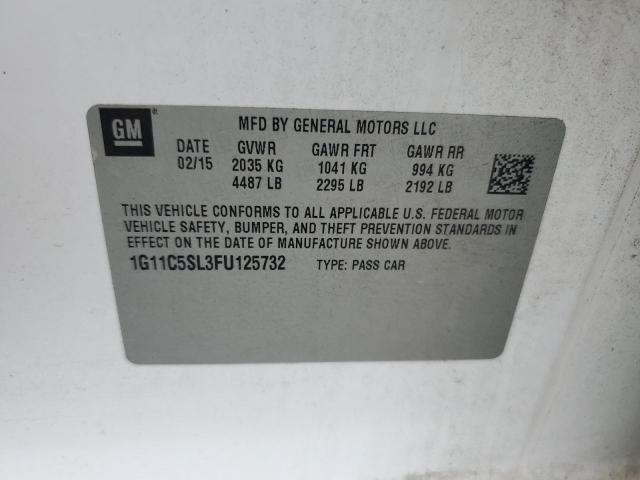 GM
MFD BY GENERAL MOTORS LLC
DATE GVWR GAWR FRT GAWR RR
02/15 2035 KG 1041 KG 994 KG
4487 LB 2295 LB 2192 LB
THIS VEHICLE CONFORMS TO ALL APPLICABLE U.S. FEDERAL MOTOR
VEHICLE SAFETY, BUMPER, AND THEFT PREVENTION STANDARDS IN
EFFECT ON THE DATE OF MANUFACTURE SHOWN ABOVE.
1G11C5SL3FU125732 TYPE: PASS CAR